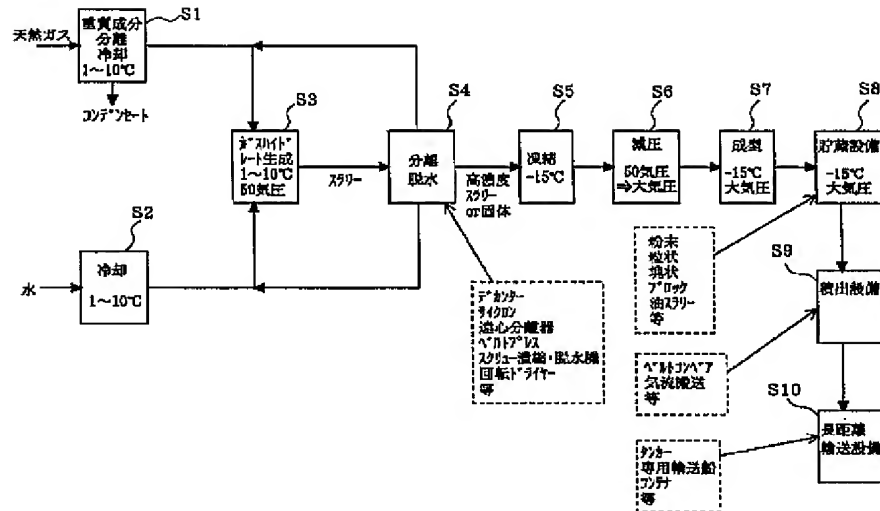 S1
天然ガス
重質成分
分離
冷却
1～10℃
コンデンセート
S2
水
冷却
1～10℃
S3
ガスハイド
レート生成
1～10℃
50気圧
スラリー
S4
分離
脱水
高濃度
スラリー
or固体
デカンター
サイクロン
遠心分離器
ベルトプレス
スクリュー濃縮・脱水機
回転ドライヤー
等
S5
凍結
-15℃
S6
減圧
50気圧
⇒大気圧
S7
成型
-15℃
大気圧
S8
貯蔵設備
-15℃
大気圧
粉末
粒状
塊状
ブロック
油スラリー
等
S9
積出設備
ベルトコンベア
気流搬送
等
S10
長距離
輸送設備
タンカー
専用輸送船
コンテナ
等